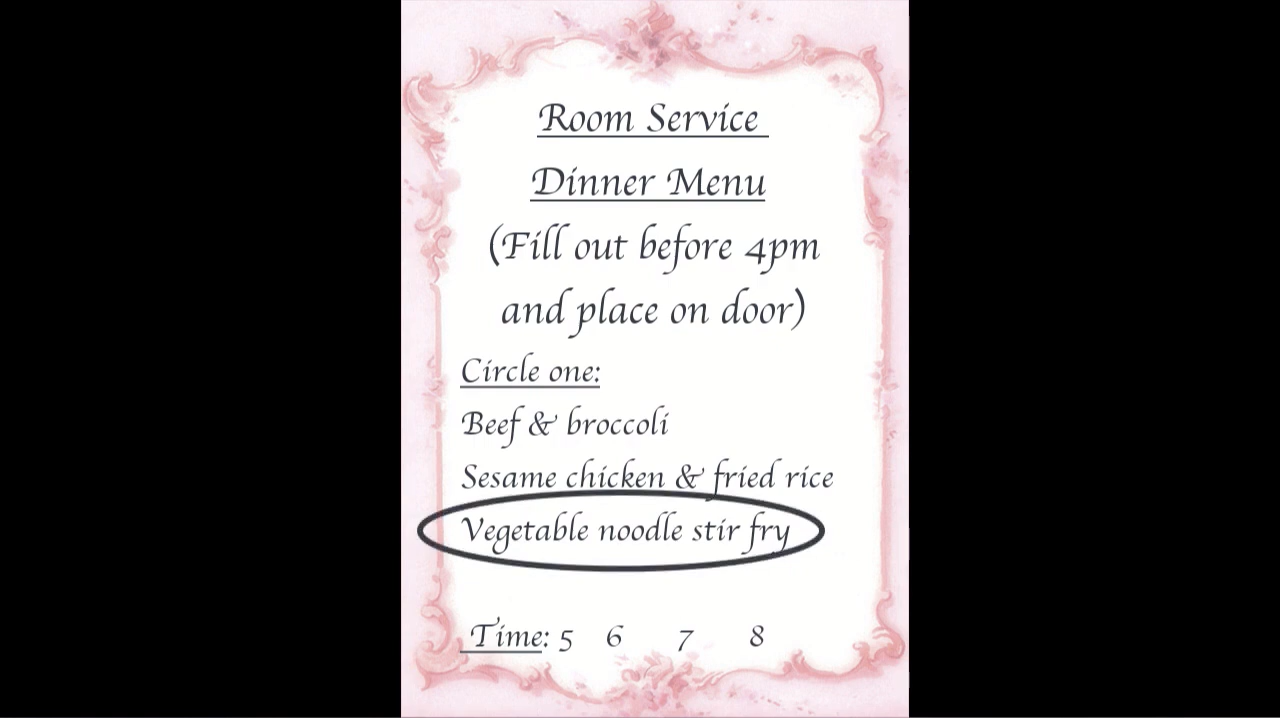 Room Service
Dinner Menu
(Fill out before 4pm
and place on door)
Circle one:
Beef & broccoli
Sesame chicken & fried rice
Vegetable noodle stir fry
Time: 5 6 7 8